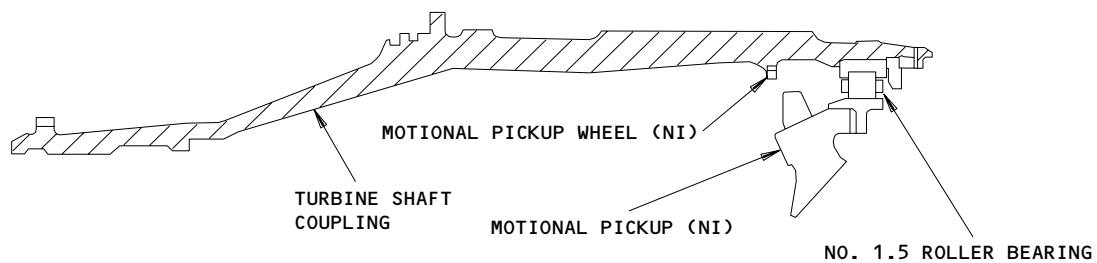 MOTIONAL PICKUP WHEEL (NI)
TURBINE SHAFT
COUPLING
MOTIONAL PICKUP (NI)
NO. 1.5 ROLLER BEARING